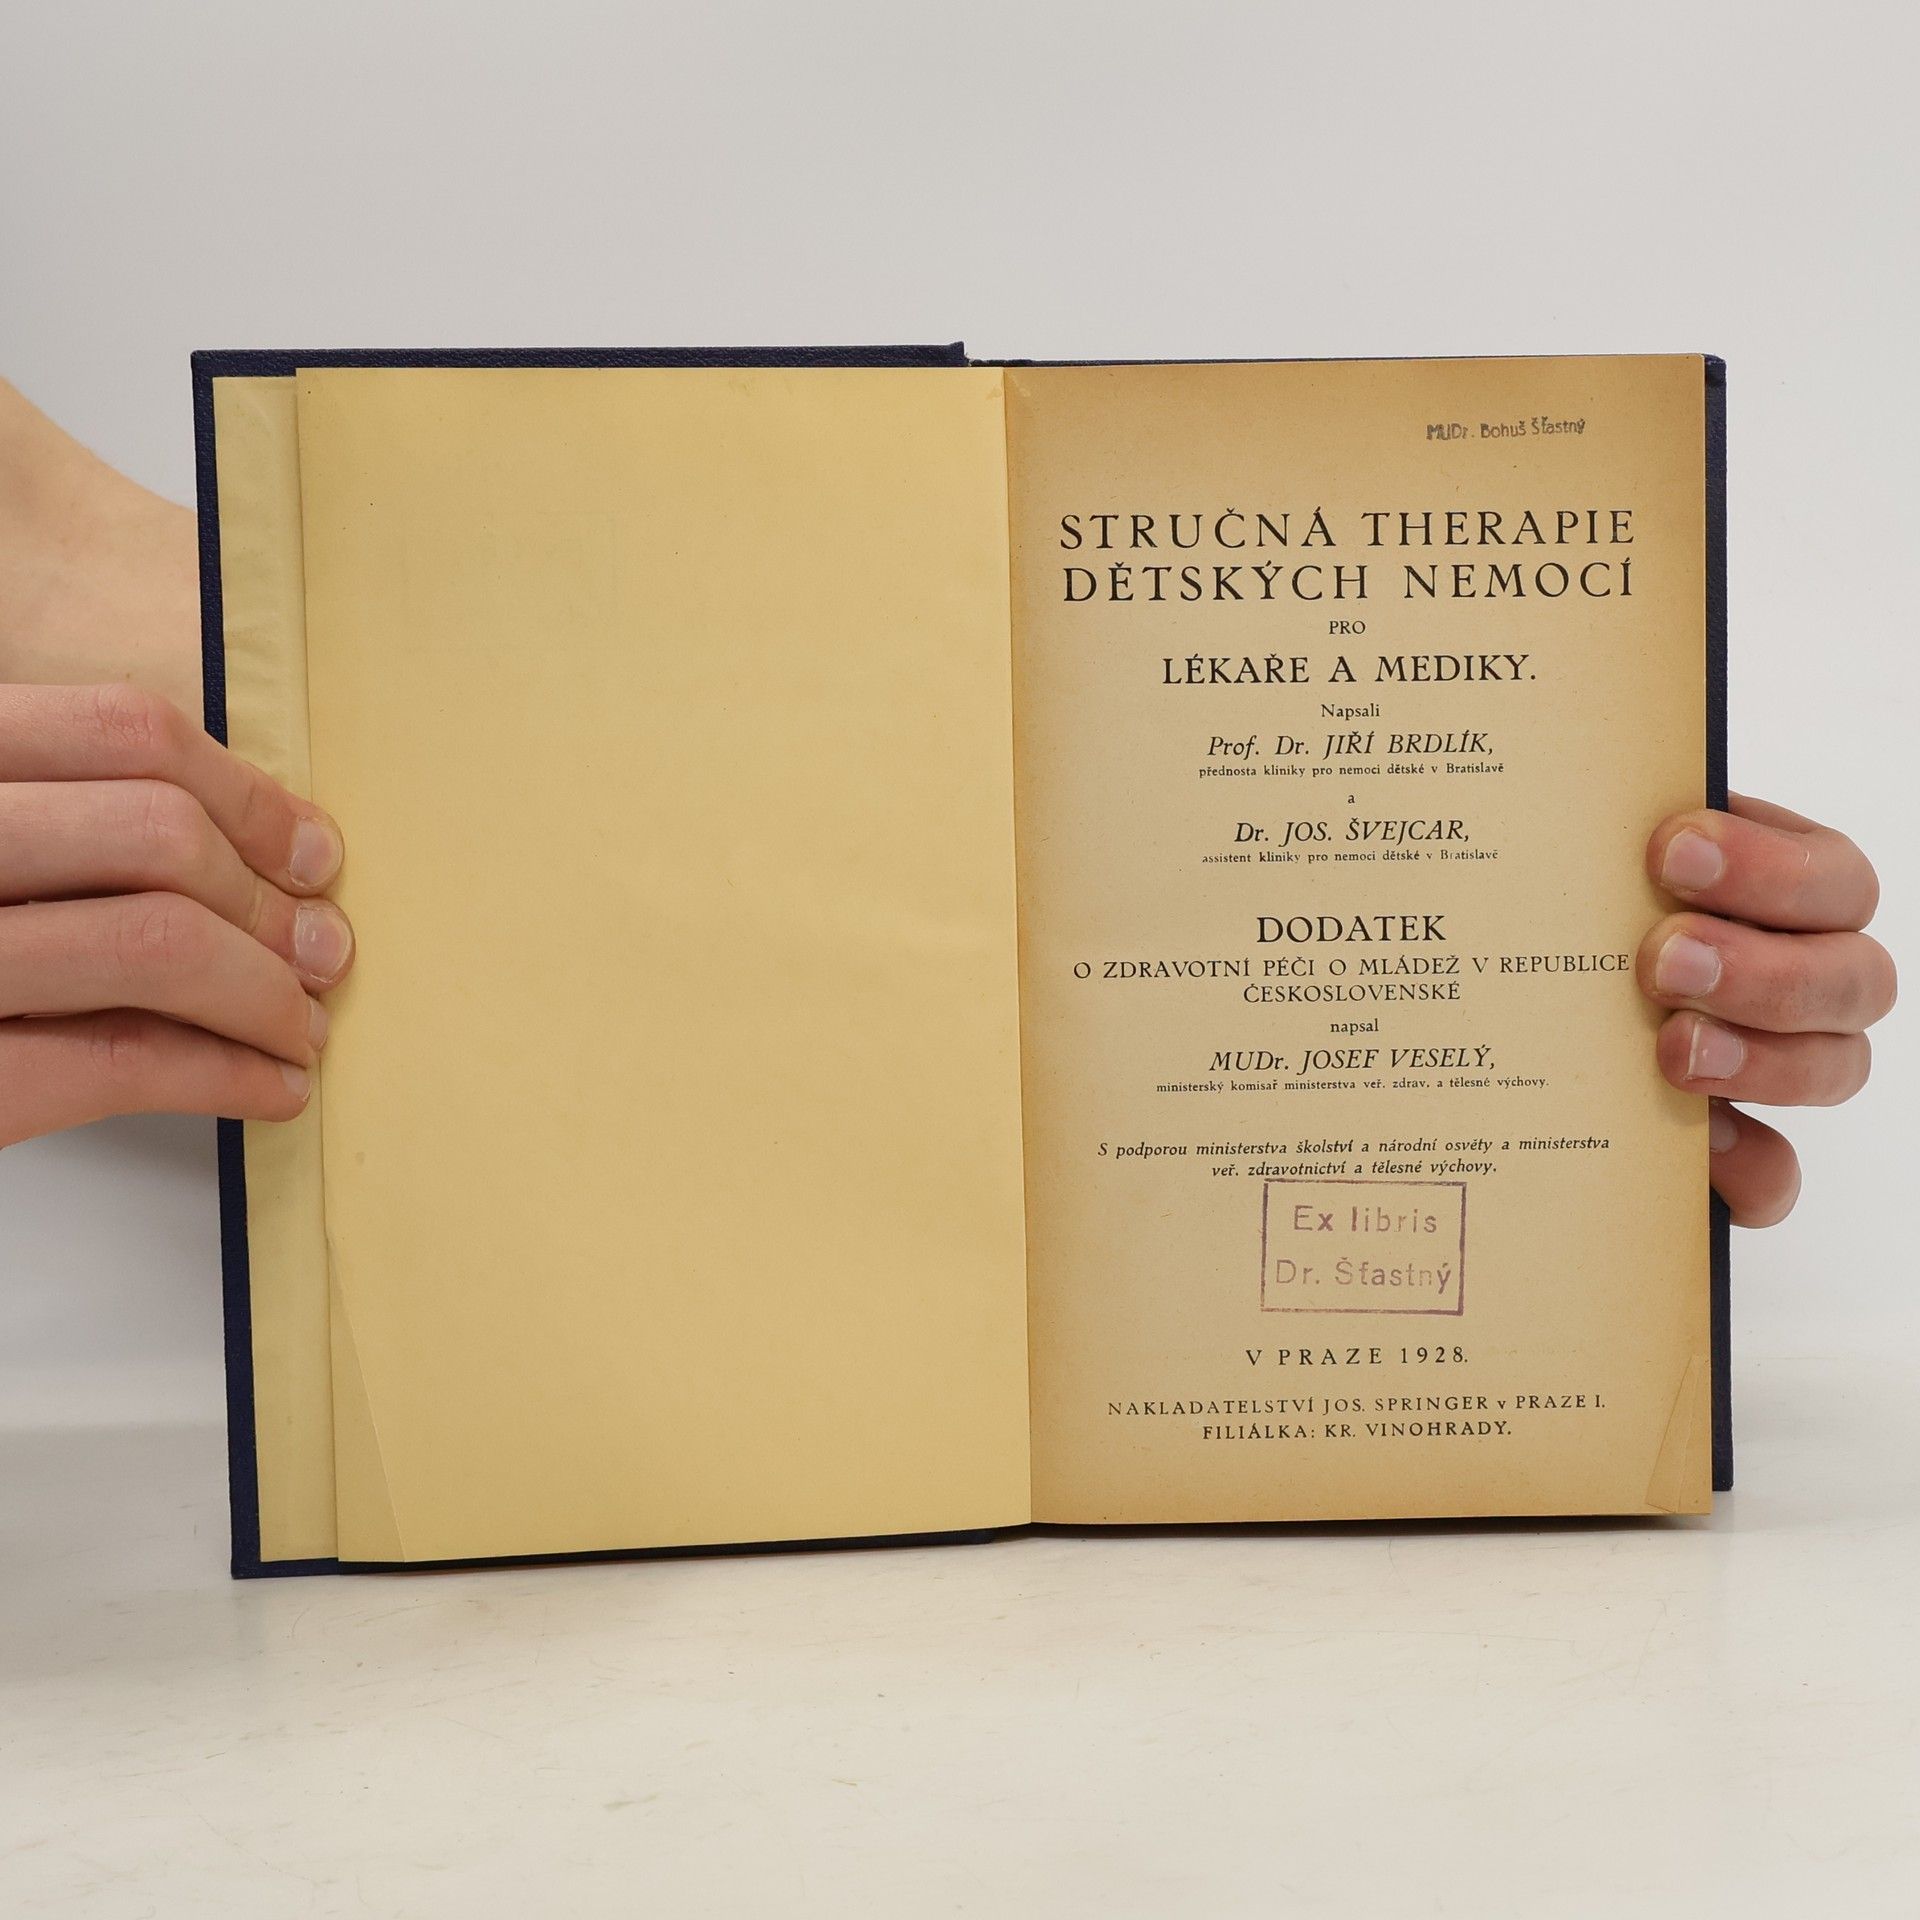 MUDr. Bohuš Šťastný
STRUČNÁ THERAPIE
DĚTSKÝCH NEMOCÍ
PRO
LÉKAŘE A MEDIKY.
Napsali
Prof. Dr. JIŘÍ BRDLÍK,
přednosta kliniky pro nemoci dětské v Bratislavě
a
Dr. JOS. ŠVEJCAR,
assistent kliniky pro nemoci dětské v Bratislavě
DODATEK
O ZDRAVOTNÍ PÉČI O MLÁDEŽ V REPUBLICE
ČESKOSLOVENSKÉ
napsal
MUDr. JOSEF VESELÝ,
ministerský komisař ministerstva veř. zdrav. a tělesné výchovy.
S podporou ministerstva školství a národní osvěty a ministerstva
veř. zdravotnictví a tělesné výchovy.
Ex libris
Dr. Šťastný
V PRAZE 1928.
NAKLADATELSTVÍ JOS. SPRINGER v PRAZE I.
FILIÁLKA: KR. VINOHRADY.